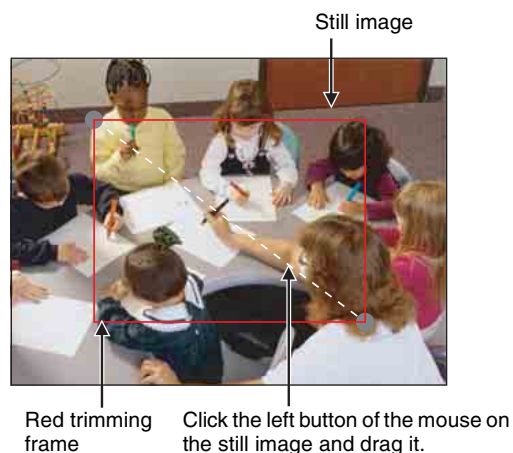 Still image
Red trimming
frame
Click the left button of the mouse on
the still image and drag it.